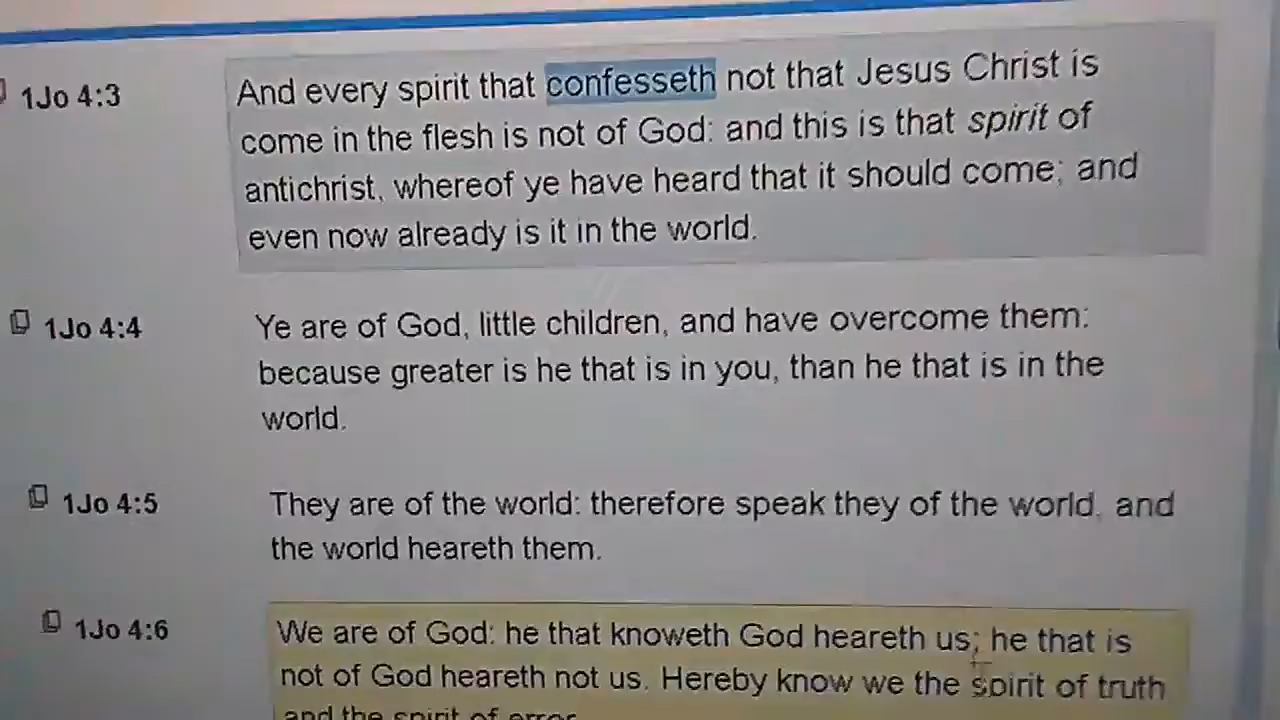 1Jo 4:3 And every spirit that confesseth not that Jesus Christ is
come in the flesh is not of God: and this is that spirit of
antichrist, whereof ye have heard that it should come; and
even now already is it in the world.
1Jo 4:4 Ye are of God, little children, and have overcome them:
because greater is he that is in you, than he that is in the
world.
1Jo 4:5 They are of the world: therefore speak they of the world, and
the world heareth them.
1Jo 4:6 We are of God: he that knoweth God heareth us; he that is
not of God heareth not us. Hereby know we the spirit of truth
and the spirit of error